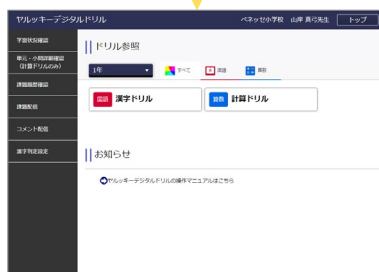 ヤルッキーデジタルドリル
ベネッセ小学校 山岸 真弓先生 トップ
学習状況確認
単元・小問詳細確認
(計算ドリルのみ)
課題履歴確認
課題配信
コメント配信
漢字判定設定
ドリル参照
1年 すべて 国語 算数
国語 漢字ドリル
算数 計算ドリル
お知らせ
ヤルッキーデジタルドリルの操作マニュアルはこちら